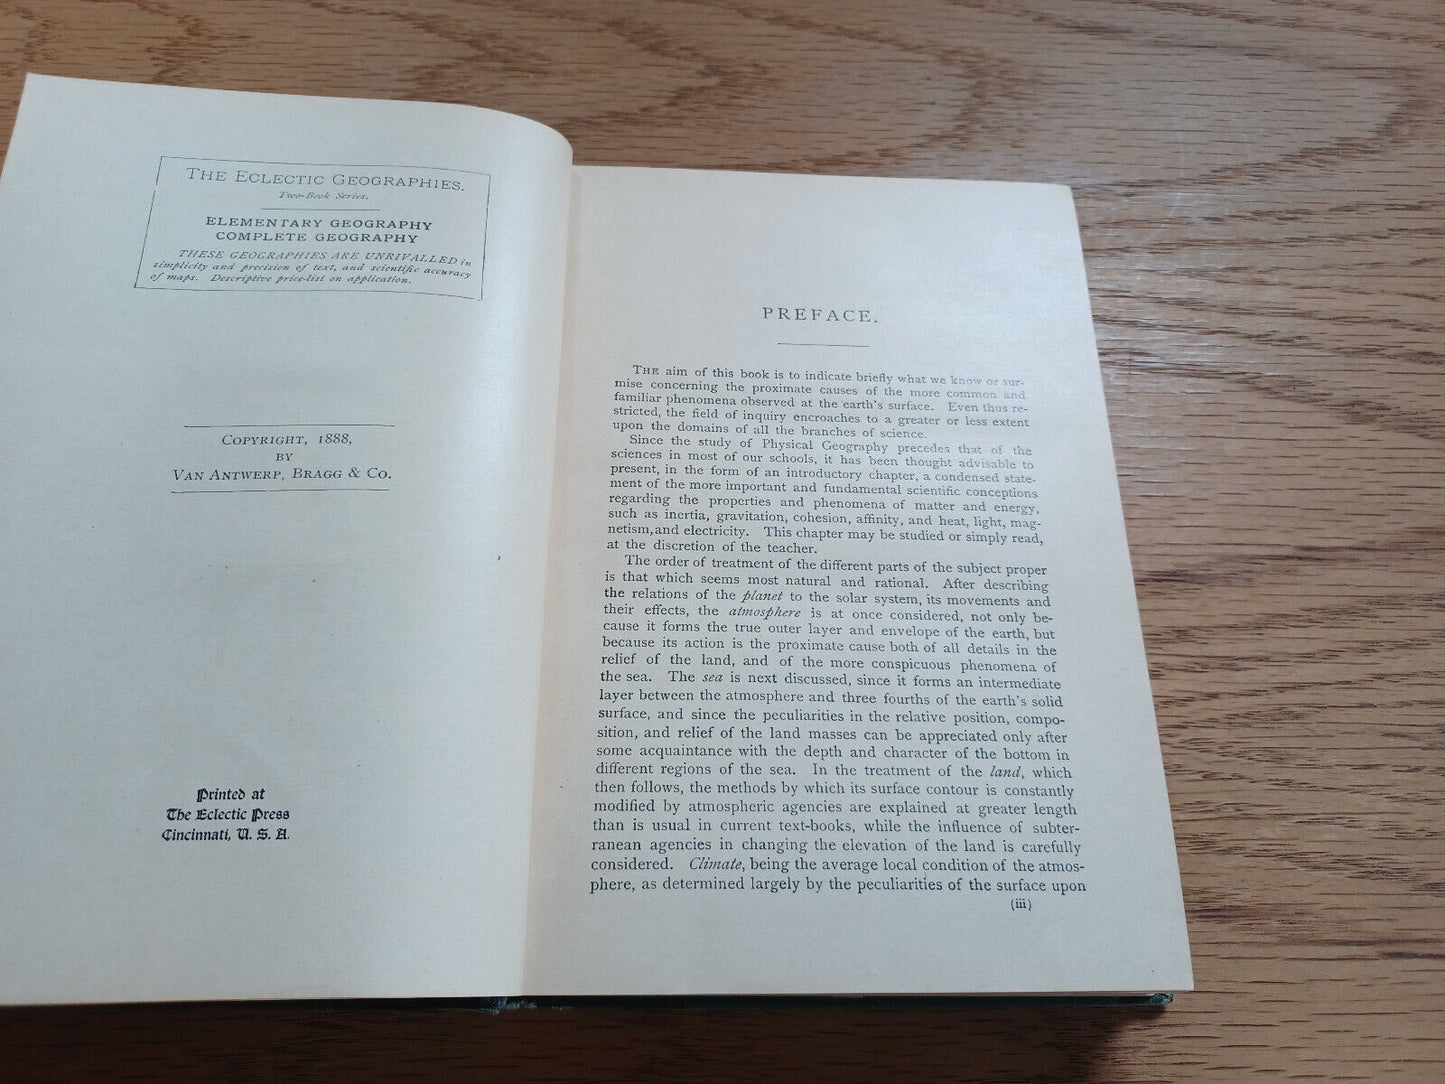 THE ECLECTIC GEOGRAPHIES.
Two-Book Series.
ELEMENTARY GEOGRAPHY
COMPLETE GEOGRAPHY
THESE GEOGRAPHIES ARE UNRIVALLED in
simplicity and precision of text, and scientific accuracy
of maps. Descriptive price-list on application.
COPYRIGHT, 1888,
BY
VAN ANTWERP, BRAGG & CO.
Printed at
The Eclectic Press
Cincinnati, U. S. A.
PREFACE.
THE aim of this book is to indicate briefly what we know or sur-
mise concerning the proximate causes of the more common and
familiar phenomena observed at the earth's surface. Even thus re-
stricted, the field of inquiry encroaches to a greater or less extent
upon the domains of all the branches of science.
Since the study of Physical Geography precedes that of the
sciences in most of our schools, it has been thought advisable to
present, in the form of an introductory chapter, a condensed state-
ment of the more important and fundamental scientific conceptions
regarding the properties and phenomena of matter and energy,
such as inertia, gravitation, cohesion, affinity, and heat, light, mag-
netism, and electricity. This chapter may be studied or simply read,
at the discretion of the teacher.
The order of treatment of the different parts of the subject proper
is that which seems most natural and rational. After describing
the relations of the planet to the solar system, its movements and
their effects, the atmosphere is at once considered, not only be-
cause it forms the true outer layer and envelope of the earth, but
because its action is the proximate cause both of all details in the
relief of the land, and of the more conspicuous phenomena of
the sea. The sea is next discussed, since it forms an intermediate
layer between the atmosphere and three fourths of the earth's solid
surface, and since the peculiarities in the relative position, compo-
sition, and relief of the land masses can be appreciated only after
some acquaintance with the depth and character of the bottom in
different regions of the sea. In the treatment of the land, which
then follows, the methods by which its surface contour is constantly
modified by atmospheric agencies are explained at greater length
than is usual in current text-books, while the influence of subter-
ranean agencies in changing the elevation of the land is carefully
considered. Climate, being the average local condition of the atmos-
phere, as determined largely by the peculiarities of the surface upon
(iii)